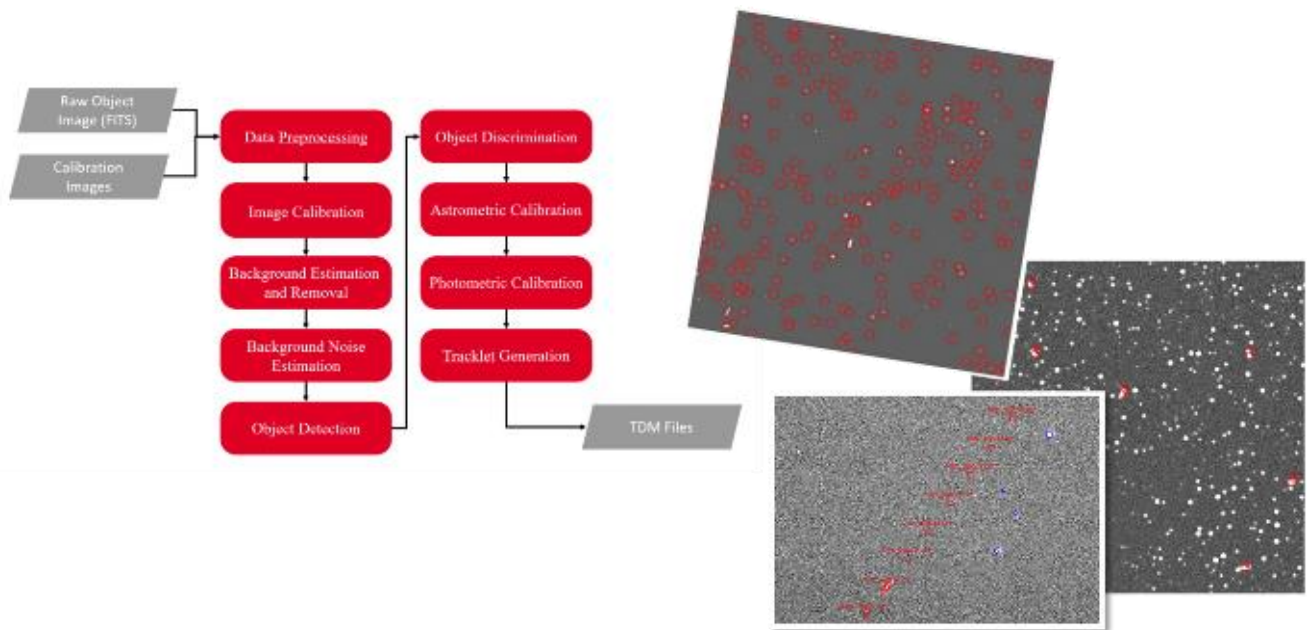 Raw Object
Image (FITS)
Calibration
Images
Data Preprocessing
Image Calibration
Background Estimation
and Removal
Background Noise
Estimation
Object Detection
Object Discrimination
Astrometric Calibration
Photometric Calibration
Tracklet Generation
TDM Files